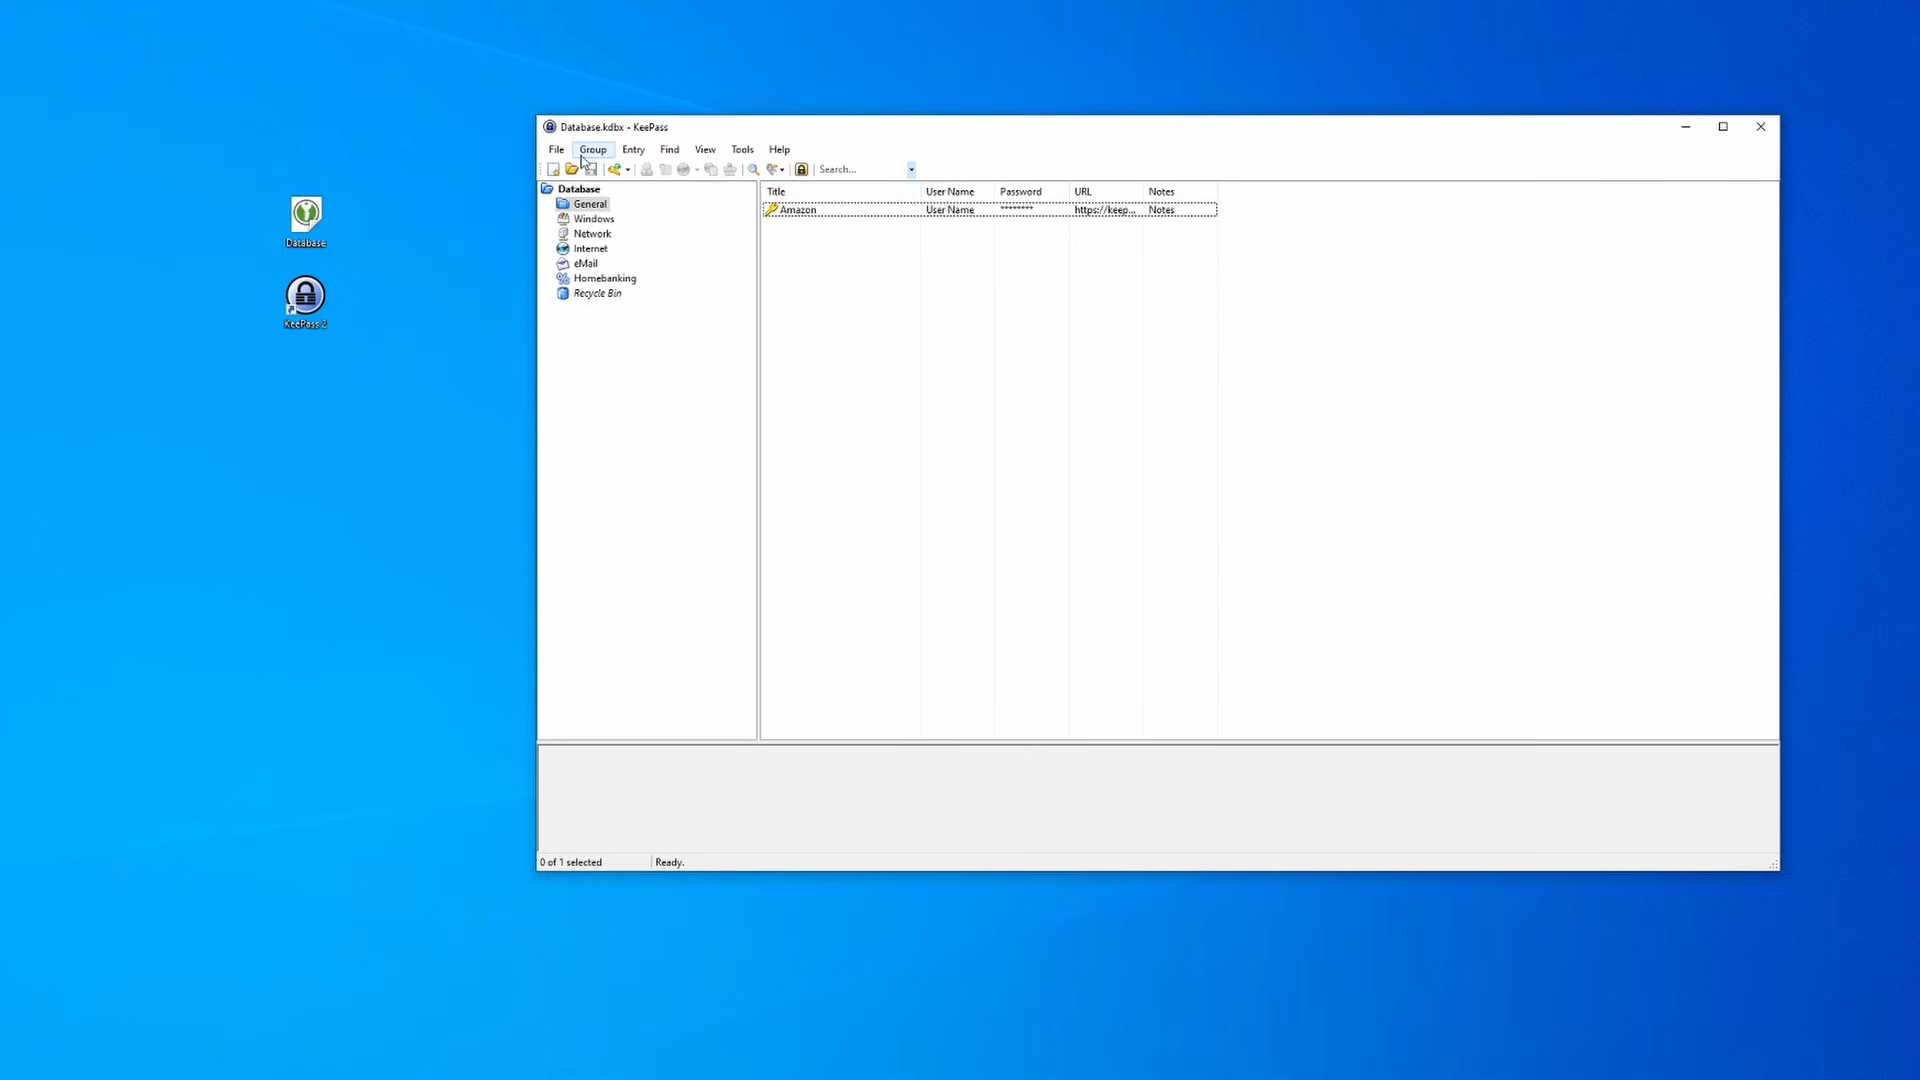 Database.kdbx - KeePass
File Group Entry Find View Tools Help
Search...
Database
General
Windows
Network
Internet
eMail
Homebanking
Recycle Bin
Title User Name Password URL Notes
Amazon User Name ******** https://keep... Notes
Database
KeePass 2
0 of 1 selected Ready.